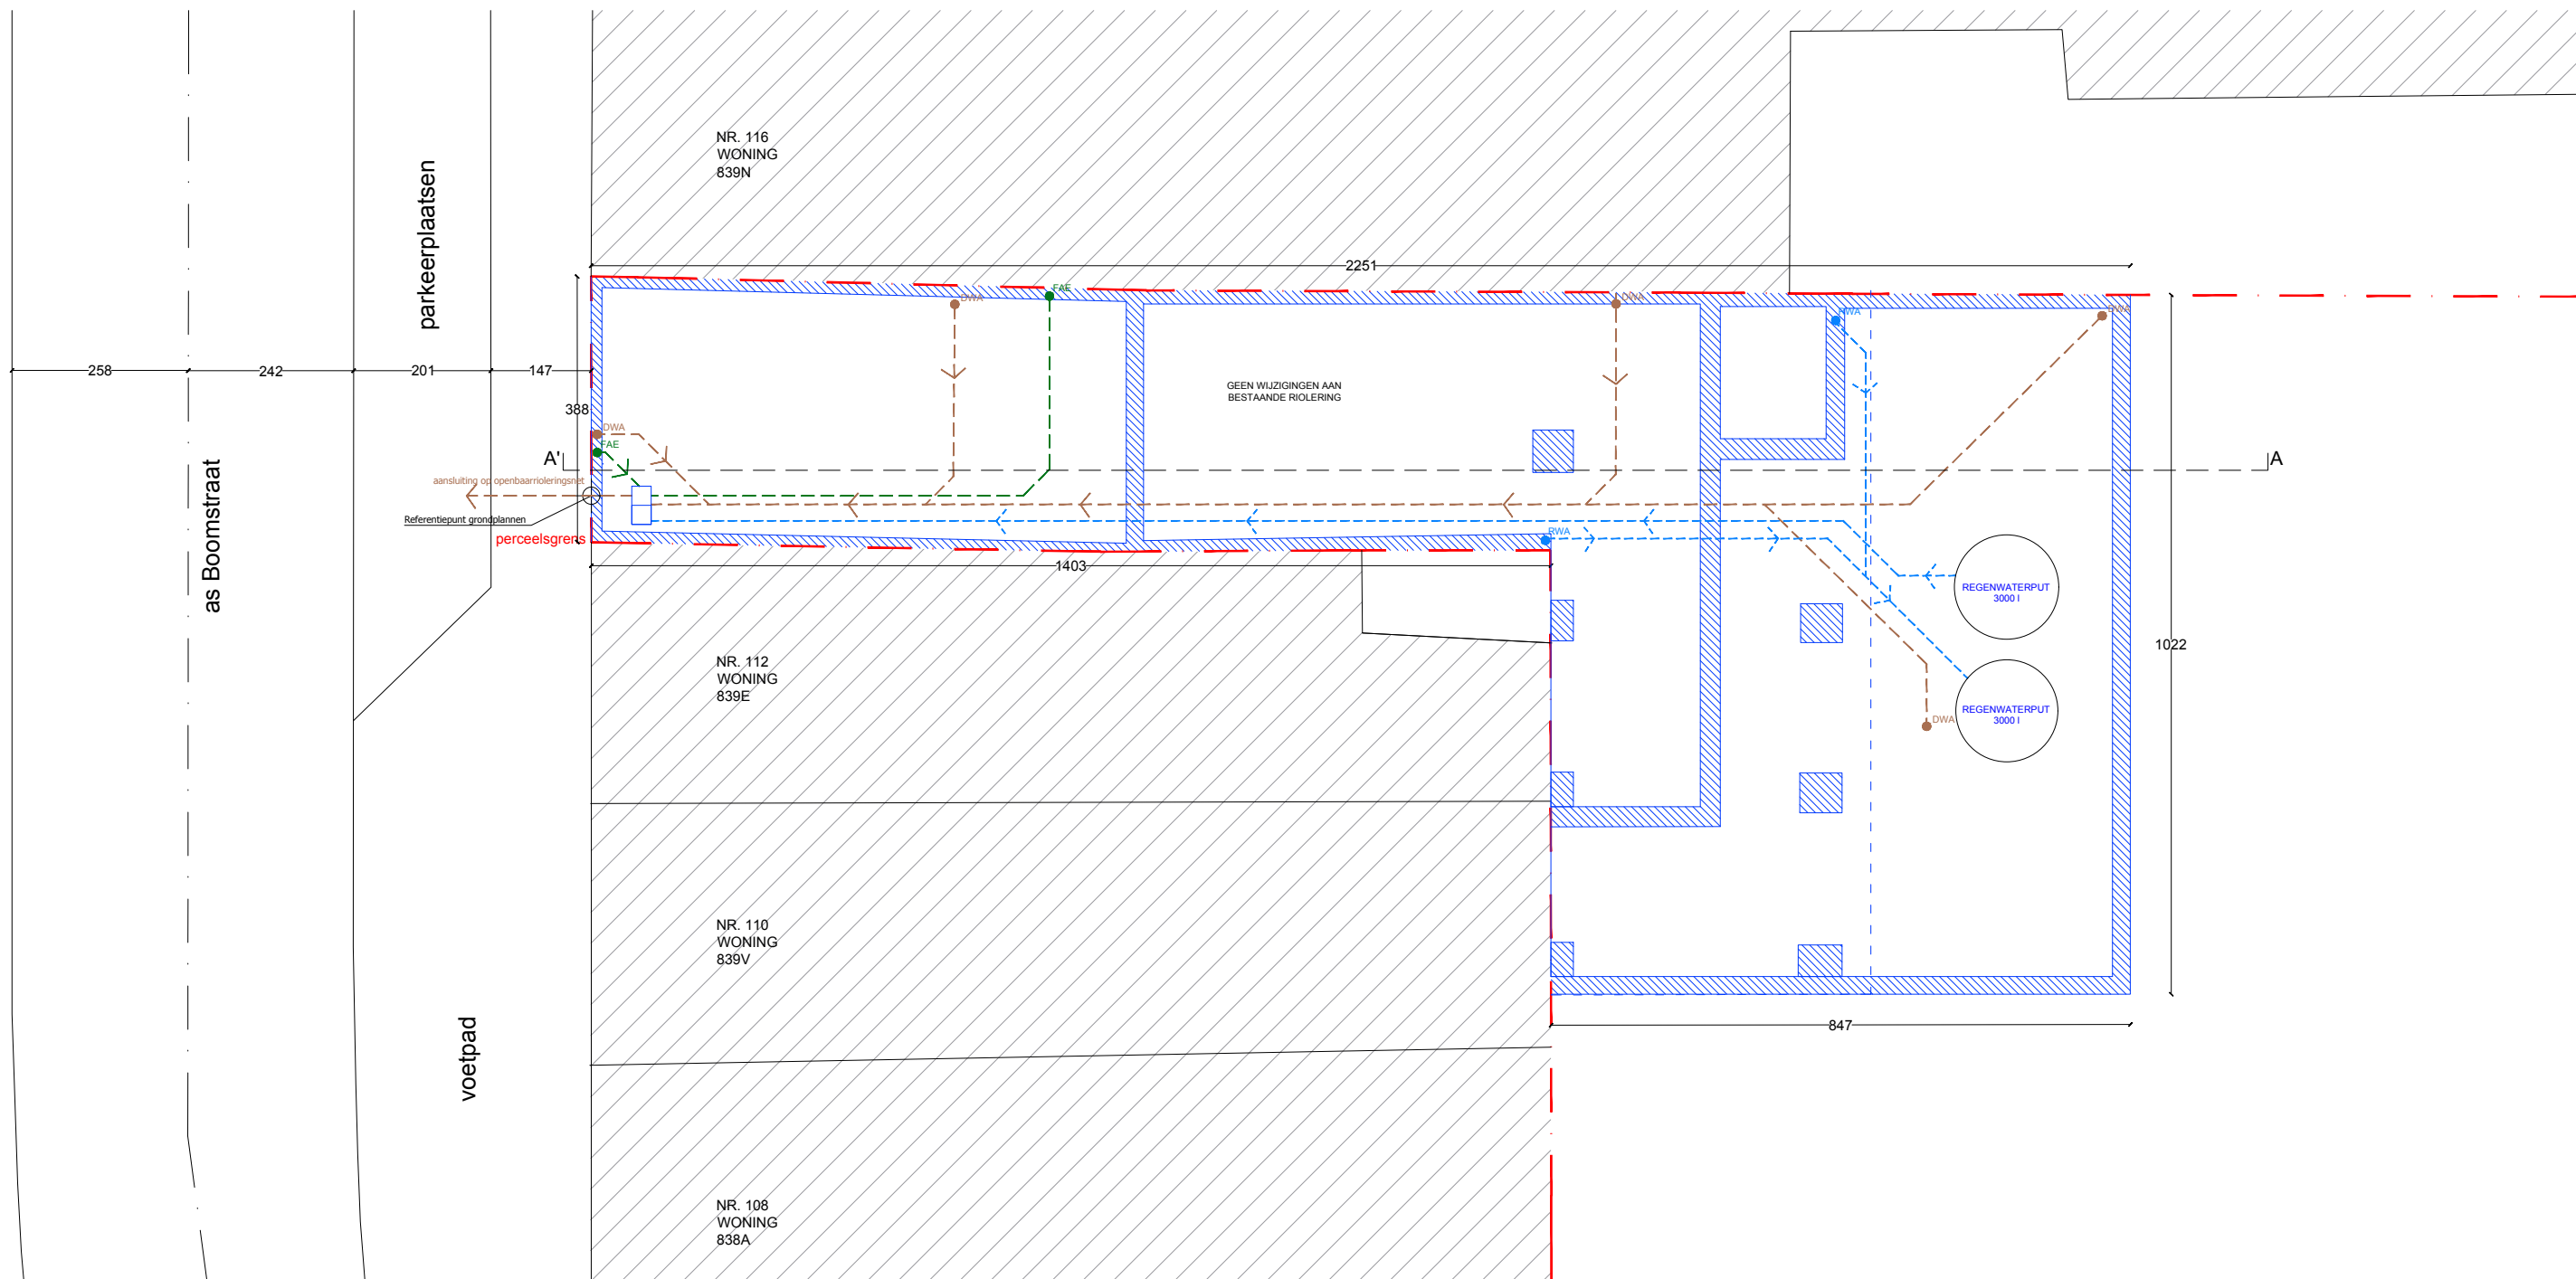 NR. 116
WONING
839N
parkeerplaatsen
2251
FAE
DWA
DWA
RWA
DWA
258
242
201
147
388
GEEN WIJZIGINGEN AAN
BESTAANDE RIOLERING
DWA
FAE
A'
A
aansluiting op openbaarrioleringsnet
Referentiepunt grondplannen
perceelsgrens
RWA
1403
as Boomstraat
REGENWATERPUT
3000 l
1022
NR. 112
WONING
839E
REGENWATERPUT
3000 l
DWA
NR. 110
WONING
839V
847
voetpad
NR. 108
WONING
838A